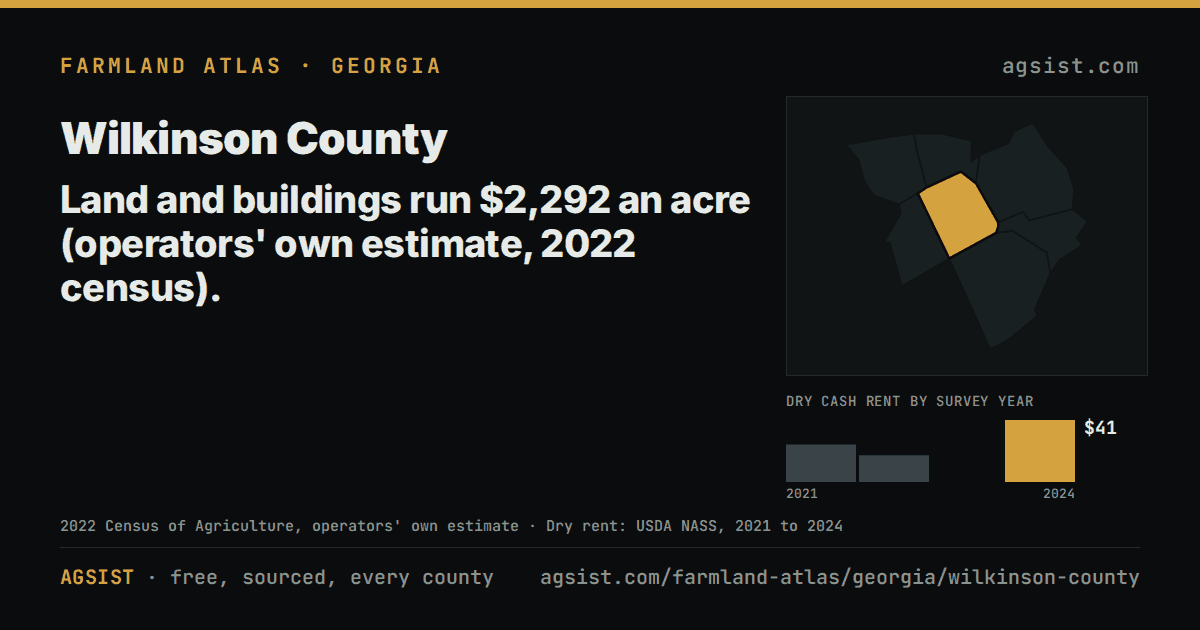 FARMLAND ATLAS · GEORGIA
agsist.com
Wilkinson County
Land and buildings run $2,292 an acre
(operators' own estimate, 2022
census).
DRY CASH RENT BY SURVEY YEAR
$41
2021
2024
2022 Census of Agriculture, operators' own estimate · Dry rent: USDA NASS, 2021 to 2024
AGSIST · free, sourced, every county
agsist.com/farmland-atlas/georgia/wilkinson-county